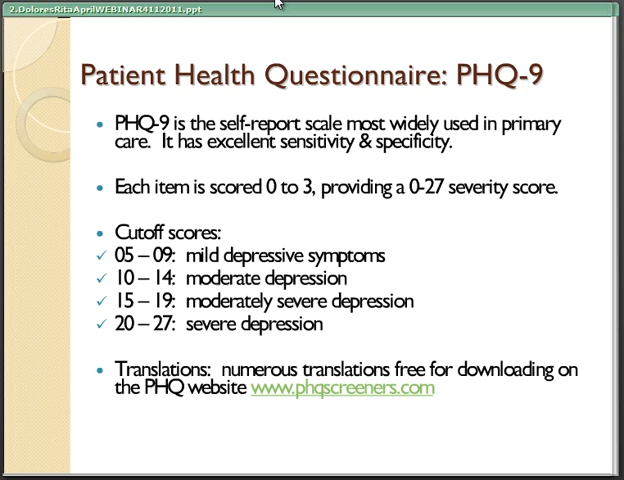 2.DoloresRitaAprilWEBINAR4112011.ppt
Patient Health Questionnaire: PHQ-9
PHQ-9 is the self-report scale most widely used in primary
care. It has excellent sensitivity & specificity.
Each item is scored 0 to 3, providing a 0-27 severity score.
Cutoff scores:
05 – 09: mild depressive symptoms
10 – 14: moderate depression
15 – 19: moderately severe depression
20 – 27: severe depression
Translations: numerous translations free for downloading on
the PHQ website www.phqscreeners.com